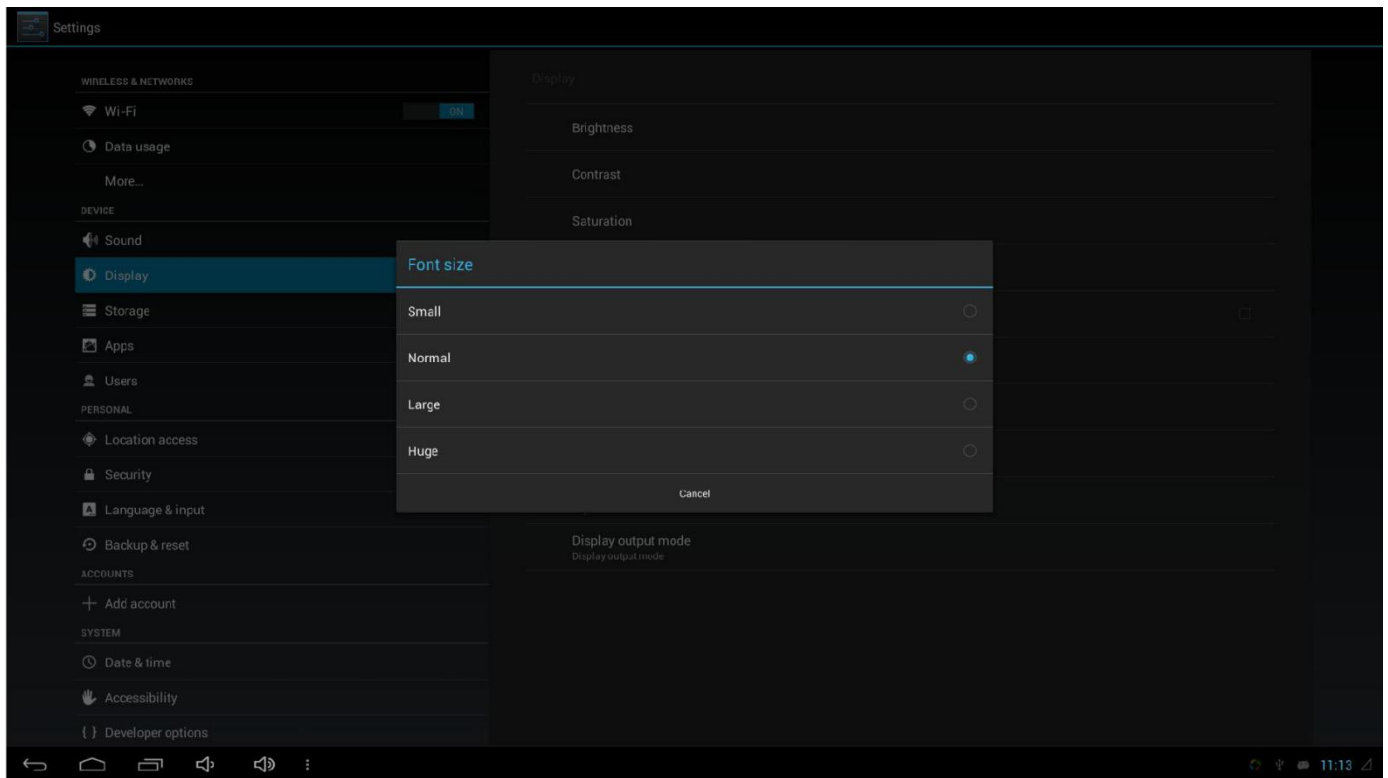 Settings
WIRELESS & NETWORKS
Wi-Fi
ON
Data usage
More...
DEVICE
Sound
Display
Storage
Apps
Users
PERSONAL
Location access
Security
Language & input
Backup & reset
ACCOUNTS
Add account
SYSTEM
Date & time
Accessibility
{ } Developer options
Display
Brightness
Contrast
Saturation
Font size
Small
Normal
Large
Huge
Cancel
Display output mode
Display output mode
11:13